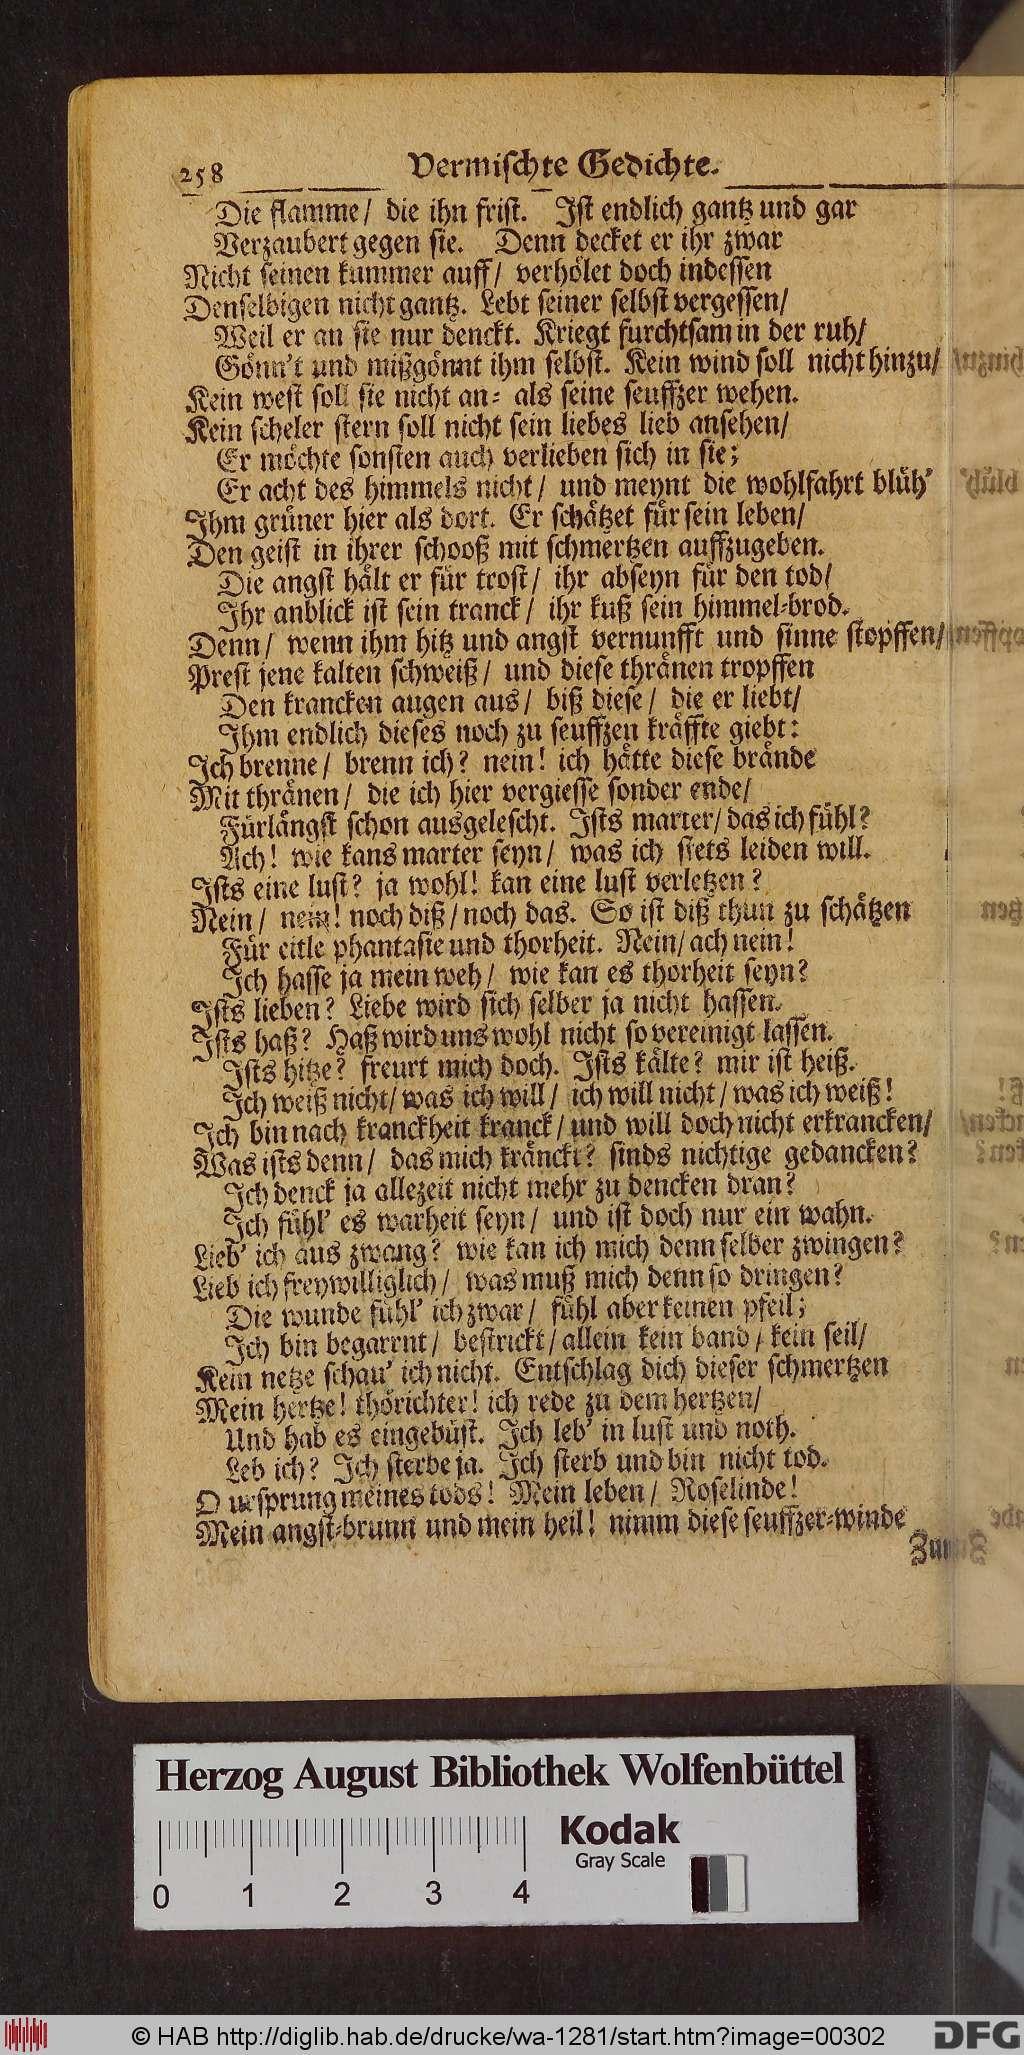 258 Vermischte Gedichte.
Die flamme/ die ihn frist. Ist endlich gantz und gar
Verzaubert gegen sie. Denn decket er ihr zwar
Nicht seinen kummer auff/ verhölet doch indessen
Denselbigen nicht gantz. Lebt seiner selbst vergessen/
Weil er an sie nur denckt. Kriegt furchtsam in der ruh/
Gönn't und mißgönnt ihm selbst. Kein wind soll nicht hinzu/
Kein west soll sie nicht an- als seine seuffzer wehen.
Kein scheler stern soll nicht sein liebes lieb ansehen/
Er möchte sonsten auch verlieben sich in sie;
Er acht des himmels nicht/ und meynt die wohlfahrt blüh'
Ihm grüner hier als dort. Er schätzet für sein leben/
Den geist in ihrer schooß mit schmertzen auffzugeben.
Die angst hält er für trost/ ihr abseyn für den tod/
Ihr anblick ist sein tranck/ ihr kuß sein himmel-brod.
Denn/ wenn ihm hitz und angst vernunfft und sinne stopffen/
Prest jene kalten schweiß/ und diese thränen tropffen
Den krancken augen aus/ biß diese/ die er liebt/
Ihm endlich dieses noch zu seuffzen kräffte giebt:
Ich brenne/ brenn ich? nein! ich hätte diese brände
Mit thränen/ die ich hier vergiesse sonder ende/
Fürlängst schon ausgelescht. Ists marter/ das ich fühl?
Ach! wie kans marter seyn/ was ich stets leiden will.
Ists eine lust? ja wohl! kan eine lust verletzen?
Nein/ nein! noch diß/ noch das. So ist diß thun zu schätzen
Für eitle phantasie und thorheit. Nein/ ach nein!
Ich hasse ja mein weh/ wie kan es thorheit seyn?
Ists lieben? Liebe wird sich selber ja nicht hassen.
Ists haß? Haß wird uns wohl nicht so vereinigt lassen.
Ists hitze? freurt mich doch. Ists kälte? mir ist heiß.
Ich weiß nicht/ was ich will/ ich will nicht/ was ich weiß!
Ich bin nach kranckheit kranck/ und will doch nicht erkrancken/
Was ists denn/ das mich kränckt? sinds nichtige gedancken?
Ich denck ja allezeit nicht mehr zu dencken dran?
Ich fühl' es warheit seyn/ und ist doch nur ein wahn.
Lieb' ich aus zwang? wie kan ich mich denn selber zwingen?
Lieb ich freywilliglich/ was muß mich denn so dringen?
Die wunde fühl' ich zwar/ fühl aber keinen pfeil;
Ich bin begarrnt/ bestrickt/ allein kein band/ kein seil/
Kein netze schau' ich nicht. Entschlag dich dieser schmertzen
Mein hertze! thörichter! ich rede zu dem hertzen/
Und hab es eingebüst. Ich leb' in lust und noth.
Leb ich? Ich sterbe ja. Ich sterb und bin nicht tod.
O ursprung meines tods! Mein leben/ Roselinde!
Mein angst-brunn und mein heil! nimm diese seuffzer-winde
Zum
Herzog August Bibliothek Wolfenbüttel
Kodak
Gray Scale
0 1 2 3 4
© HAB http://diglib.hab.de/drucke/wa-1281/start.htm?image=00302
DFG